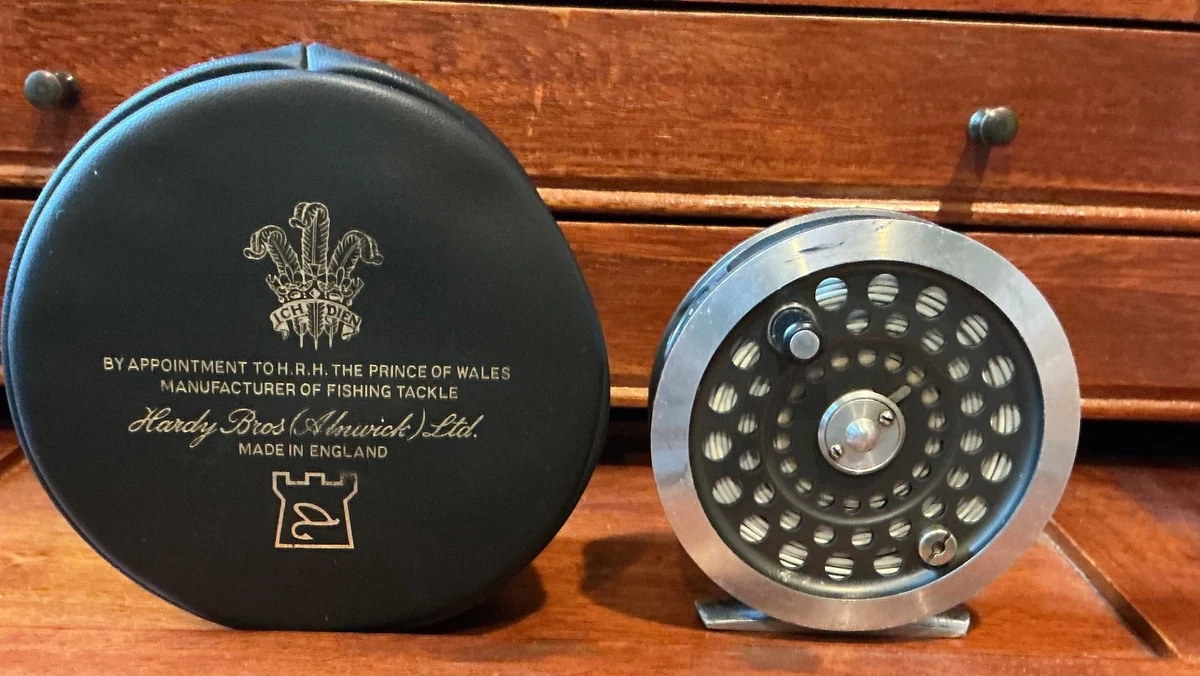 ICH DIEN
BY APPOINTMENT TO H.R.H. THE PRINCE OF WALES
MANUFACTURER OF FISHING TACKLE
Hardy Bros (Alnwick) Ltd.
MADE IN ENGLAND